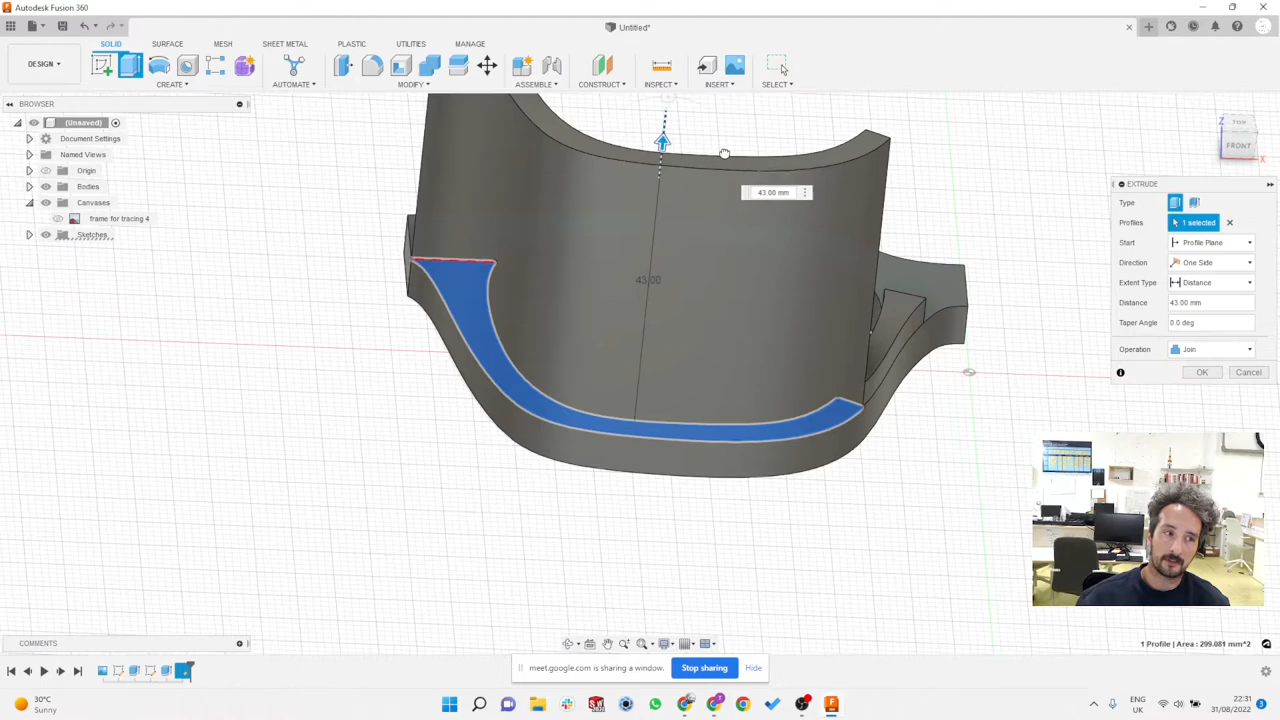 Autodesk Fusion 360
Untitled*
SOLID SURFACE MESH SHEET METAL PLASTIC UTILITIES MANAGE
DESIGN
CREATE AUTOMATE MODIFY ASSEMBLE CONSTRUCT INSPECT INSERT SELECT
BROWSER
(Unsaved)
Document Settings
Named Views
Origin
Bodies
Canvases
frame for tracing 4
Sketches
43.00 mm
43.00
Z
TOP
FRONT
X
EXTRUDE
Type
Profiles 1 selected
Start Profile Plane
Direction One Side
Extent Type Distance
Distance 43.00 mm
Taper Angle 0.0 deg
Operation Join
OK Cancel
COMMENTS
1 Profile | Area : 299.081 mm^2
meet.google.com is sharing a window. Stop sharing Hide
30°C
Sunny
ENG
UK
22:31
31/08/2022
3